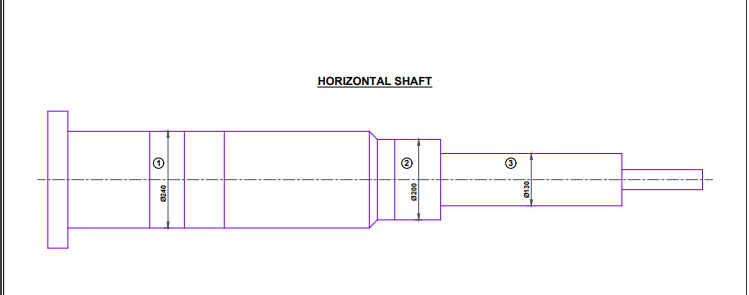 HORIZONTAL SHAFT
1
Ø240
2
Ø200
3
Ø130